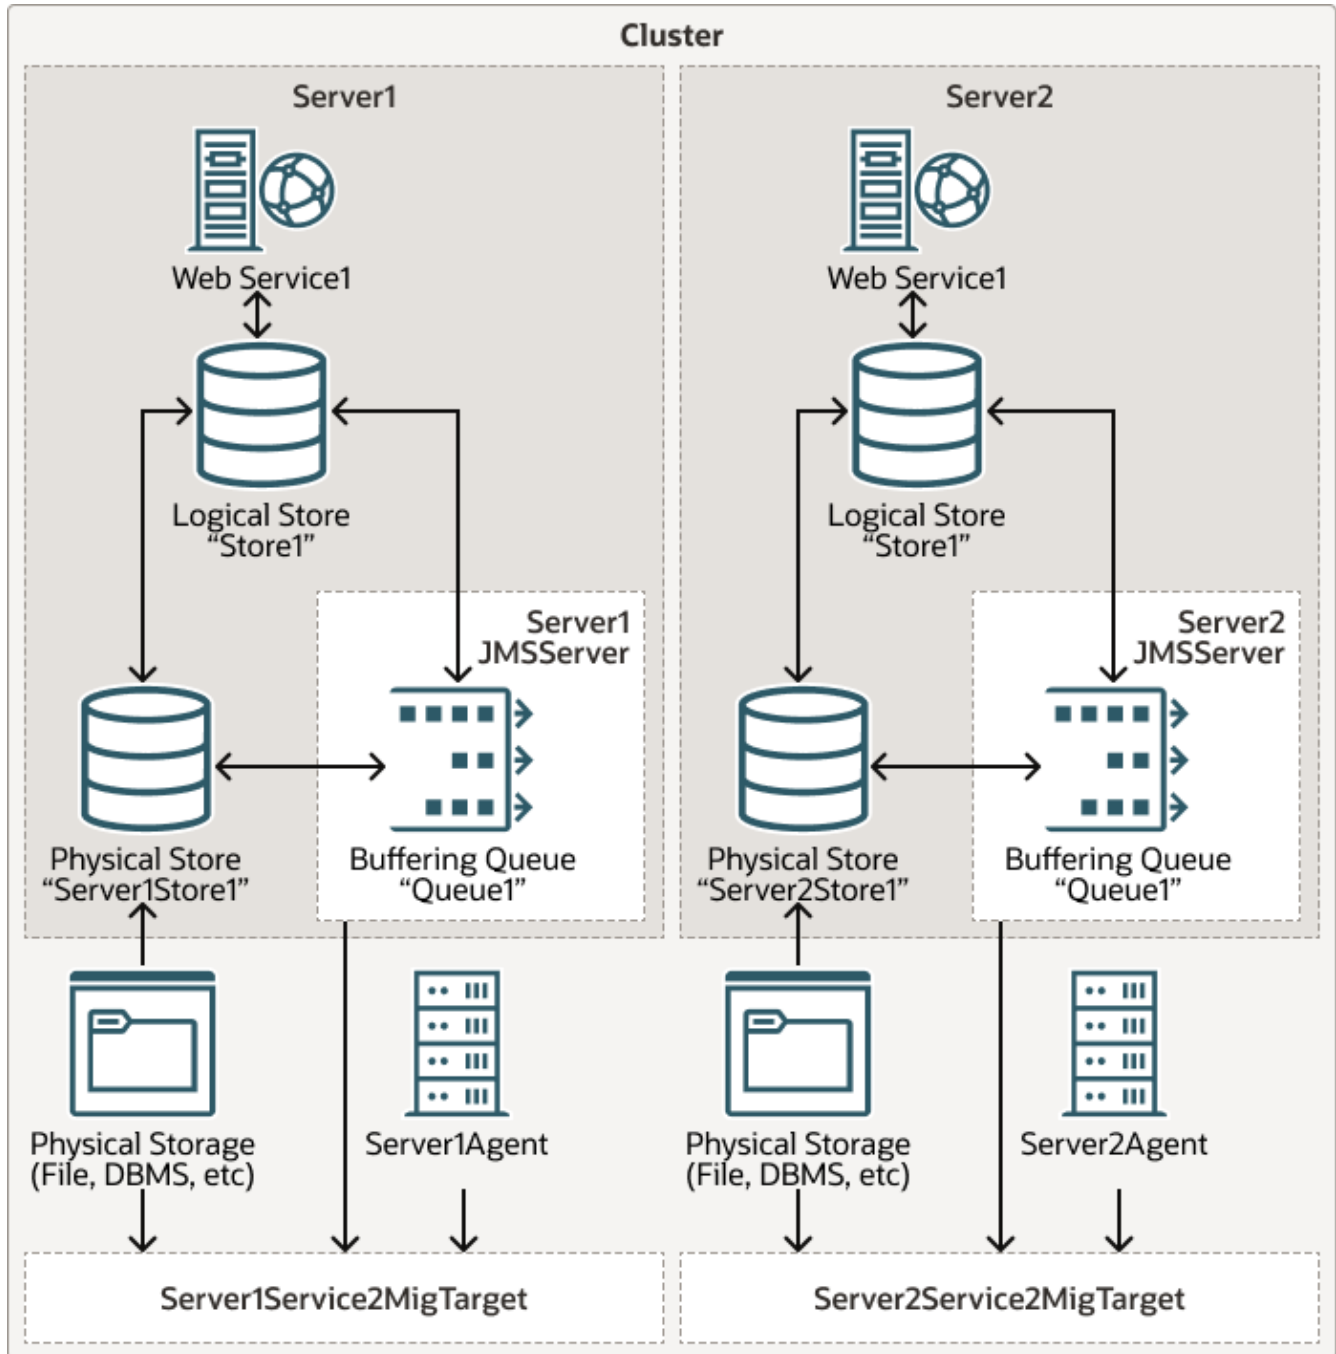 Cluster
Server1
Web Service1
Logical Store
“Store1”
Server1
JMSServer
Physical Store
“Server1Store1”
Buffering Queue
“Queue1”
Physical Storage
(File, DBMS, etc)
Server1Agent
Server1Service2MigTarget
Server2
Web Service1
Logical Store
“Store1”
Server2
JMSServer
Physical Store
“Server2Store1”
Buffering Queue
“Queue1”
Physical Storage
(File, DBMS, etc)
Server2Agent
Server2Service2MigTarget